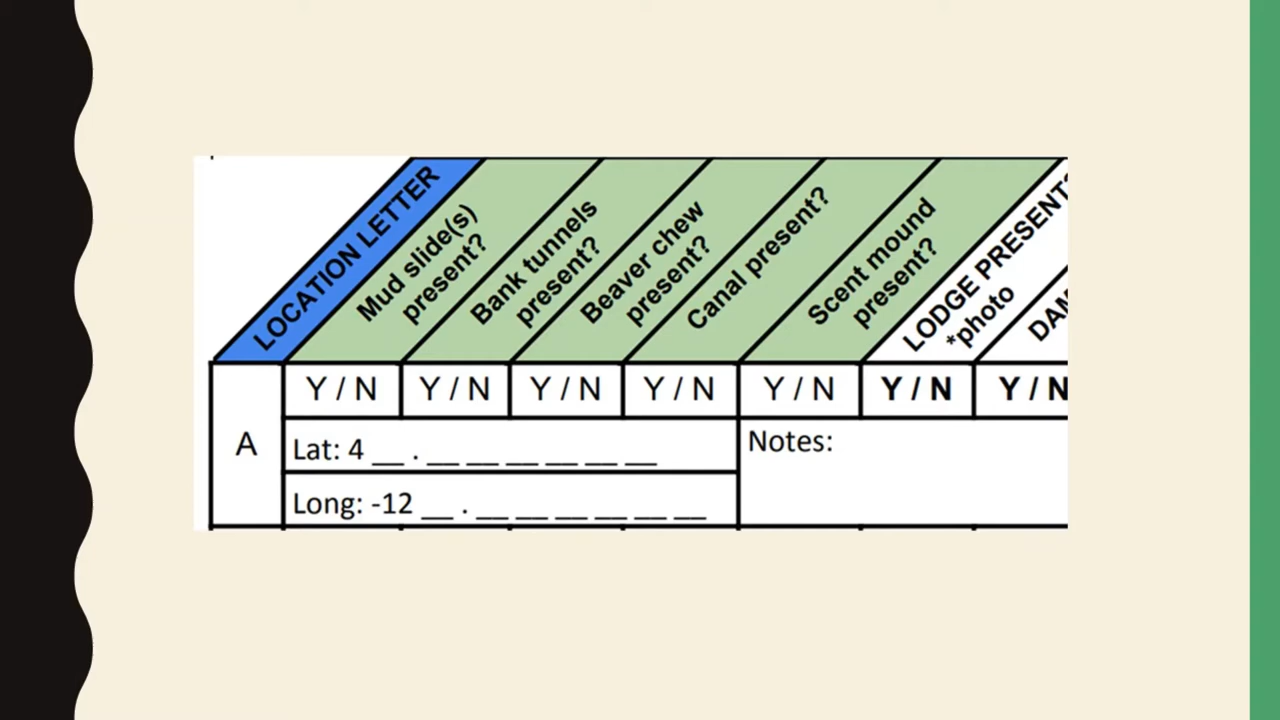 LOCATION LETTER
Mud slide(s)
present?
Bank tunnels
present?
Beaver chew
present?
Canal present?
Scent mound
present?
LODGE PRESENT?
*photo
Y / N Y / N Y / N Y / N Y / N Y / N Y / N
A
Lat: 4 __ . __ __ __ __ __ __
Notes:
Long: -12 __ . __ __ __ __ __ __